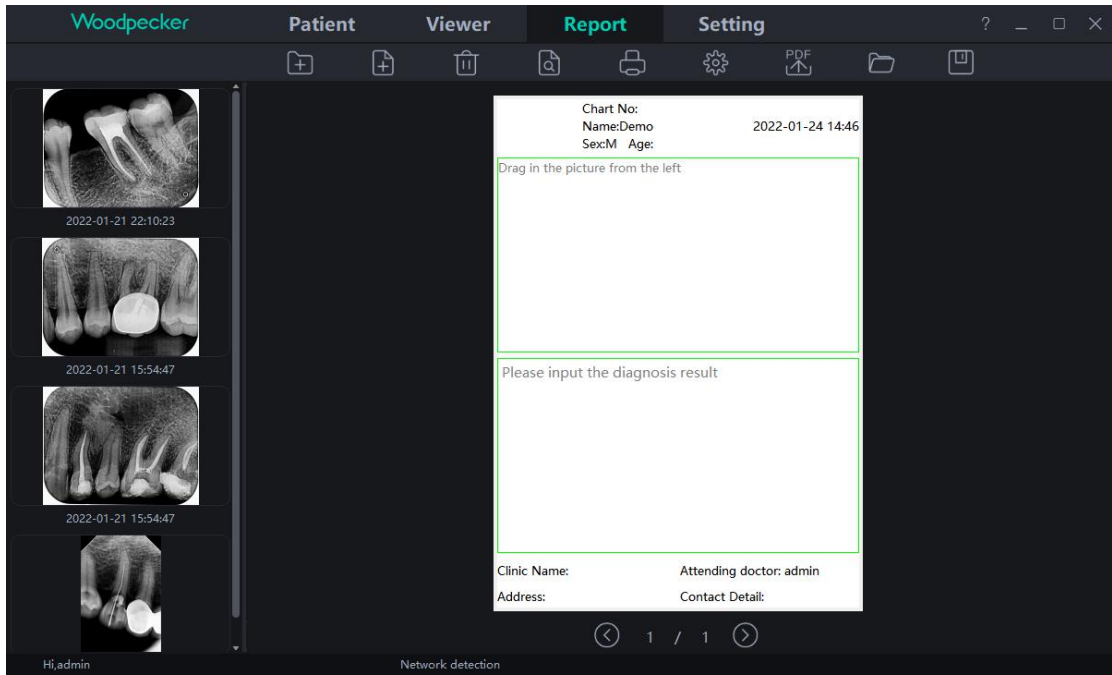 Woodpecker Patient Viewer Report Setting ?
PDF
2022-01-21 22:10:23
2022-01-21 15:54:47
2022-01-21 15:54:47
Chart No:
Name:Demo 2022-01-24 14:46
Sex:M Age:
Drag in the picture from the left
Please input the diagnosis result
Clinic Name: Attending doctor: admin
Address: Contact Detail:
1 / 1
Hi,admin Network detection